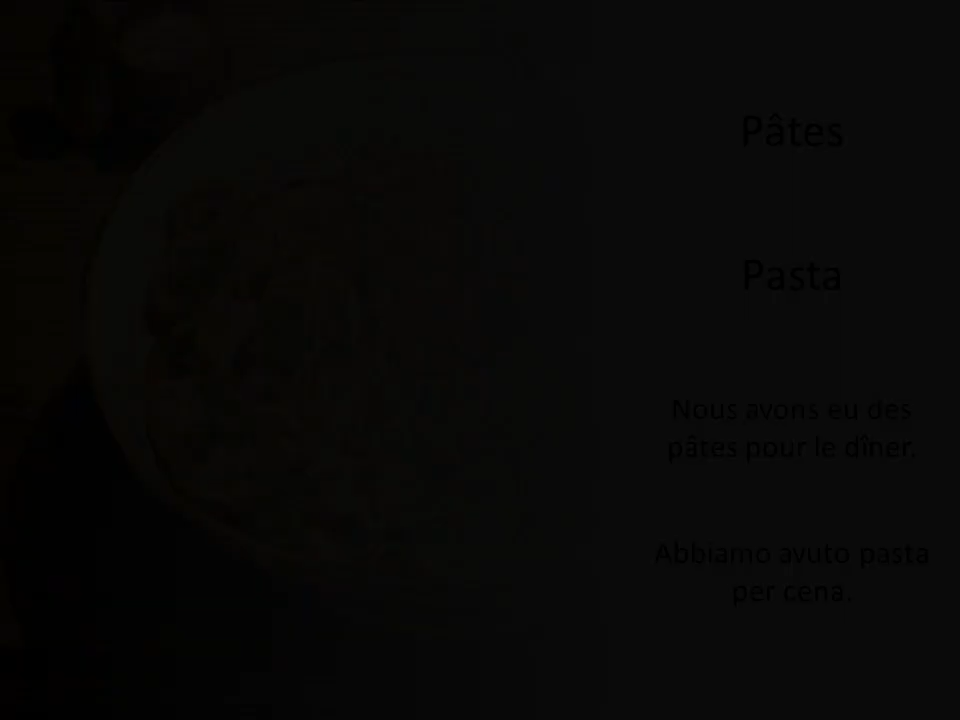 Pâtes
Pasta
Nous avons eu des
pâtes pour le dîner.
Abbiamo avuto pasta
per cena.